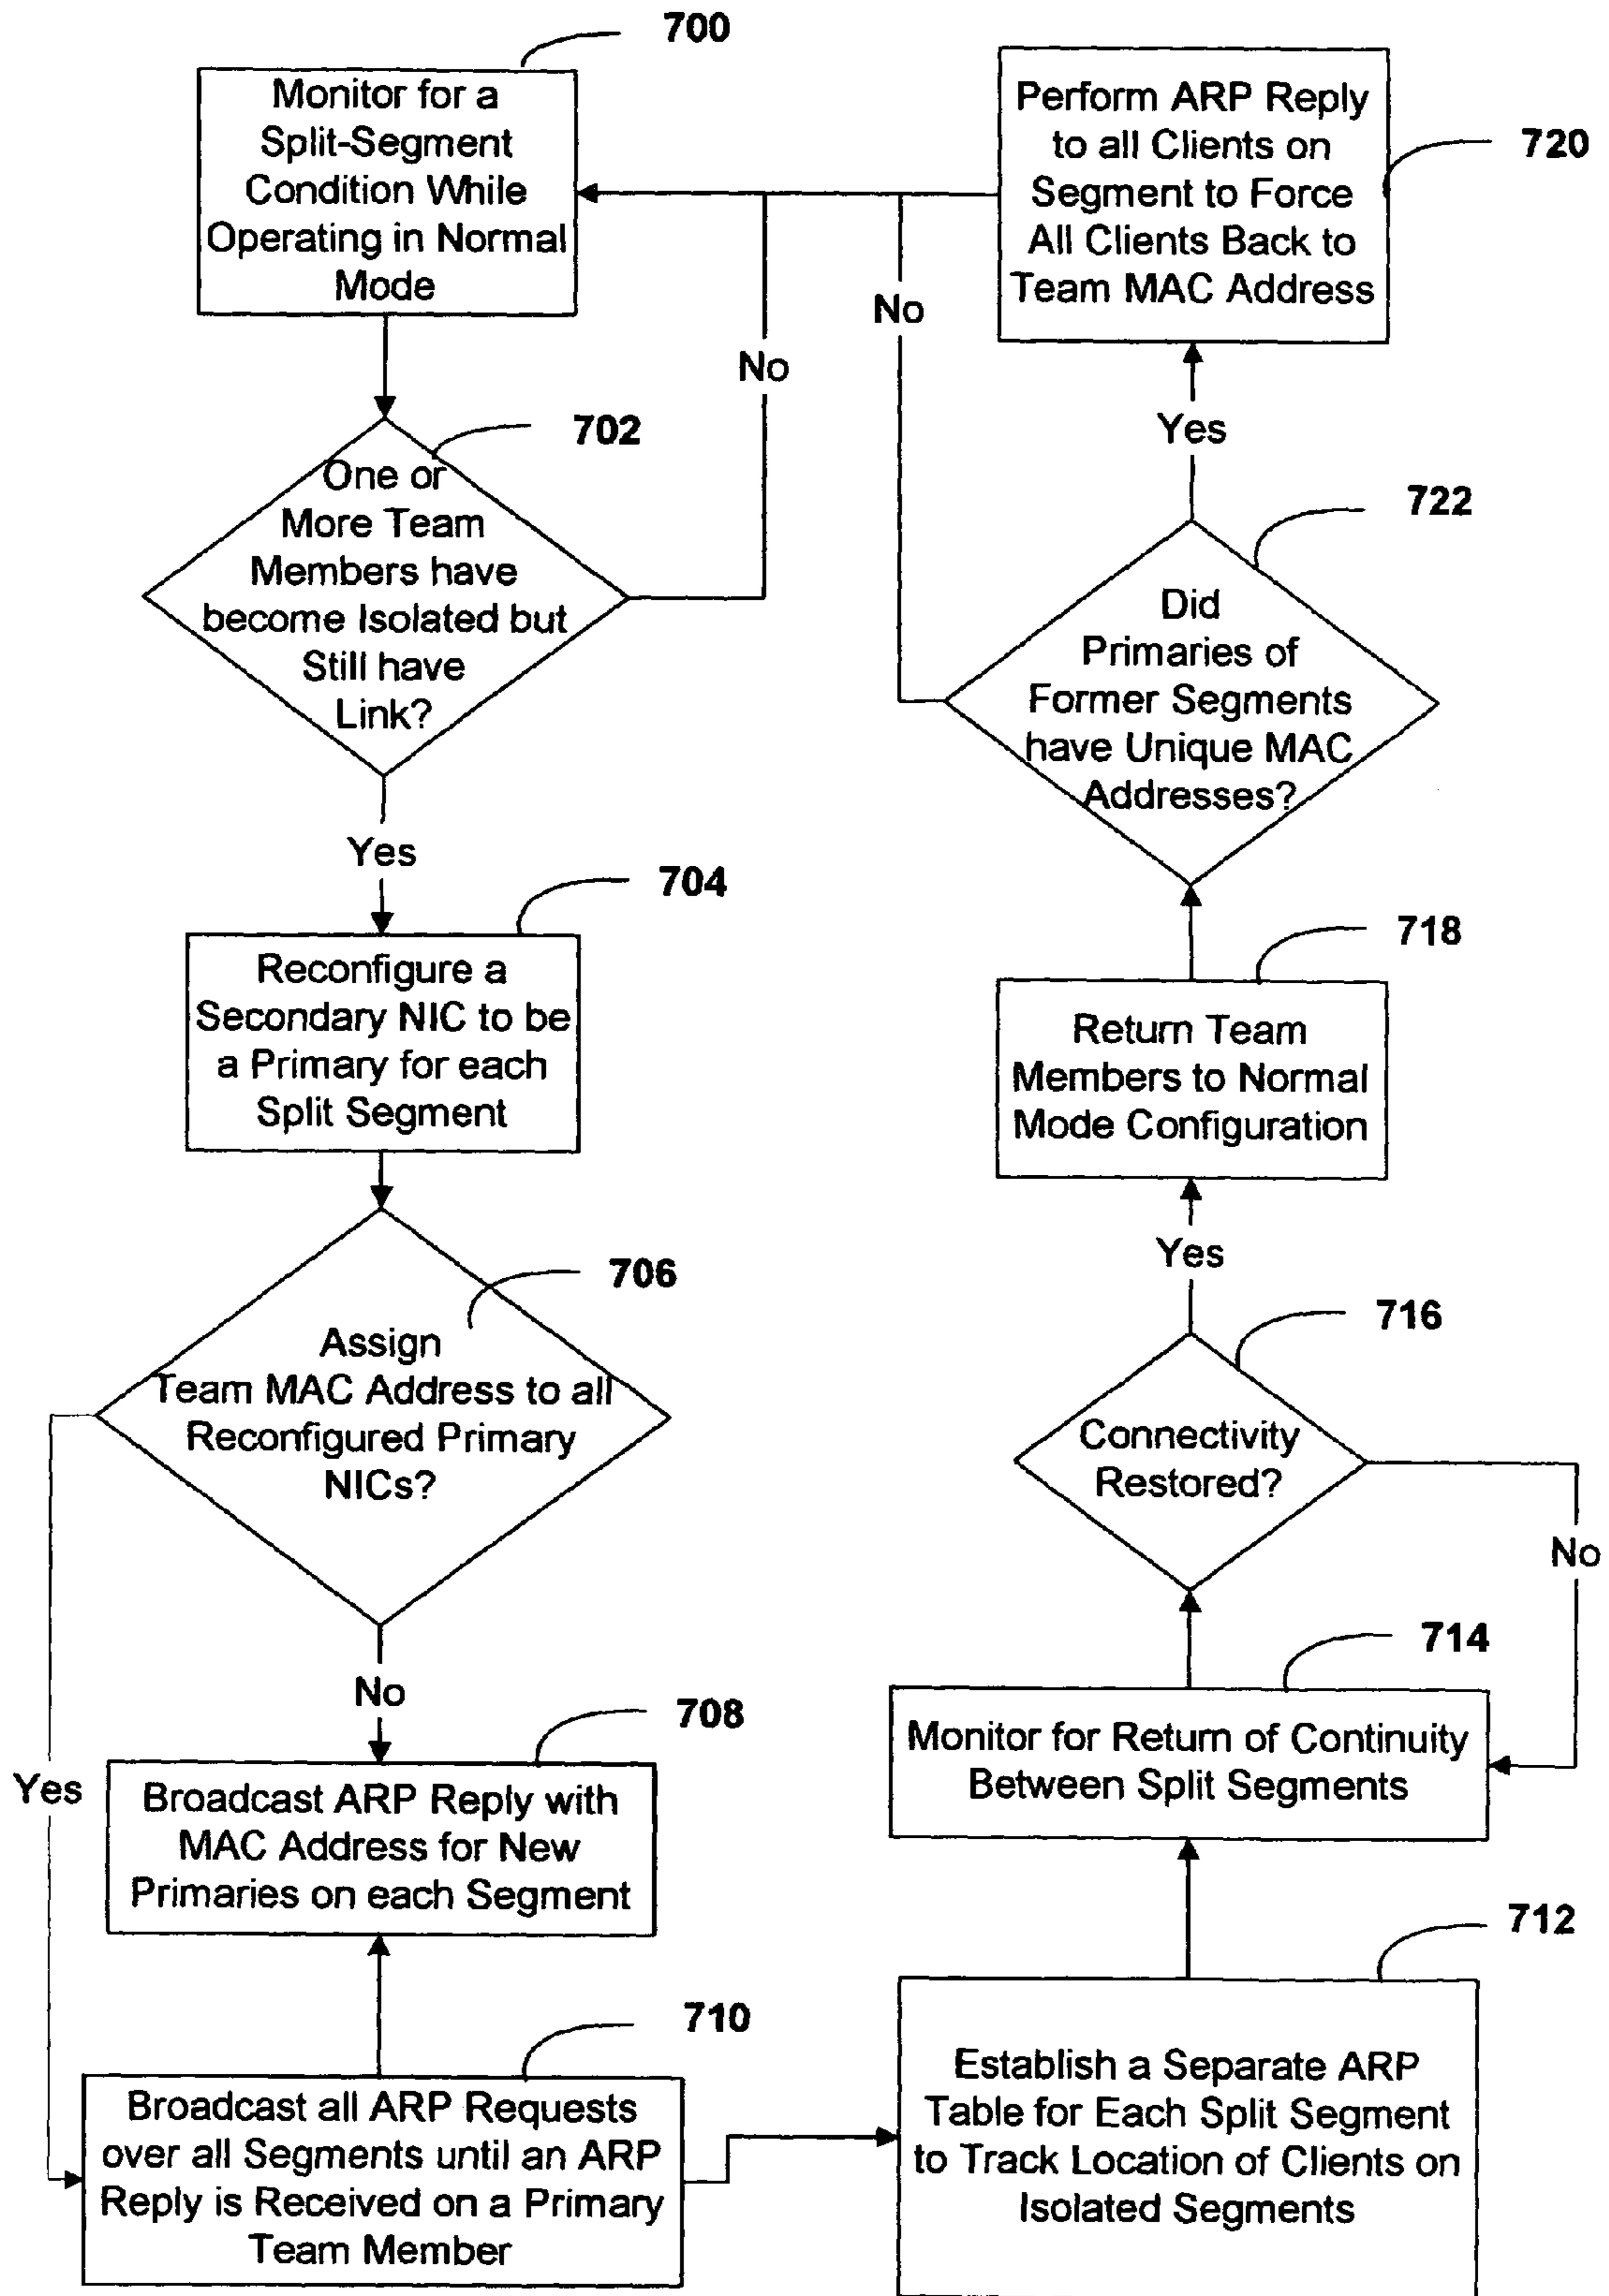 700
Monitor for a
Split-Segment
Condition While
Operating in Normal
Mode
No
702
One or
More Team
Members have
become Isolated but
Still have
Link?
Yes
704
Reconfigure a
Secondary NIC to be
a Primary for each
Split Segment
706
Assign
Team MAC Address to all
Reconfigured Primary
NICs?
No
Yes
708
Broadcast ARP Reply with
MAC Address for New
Primaries on each Segment
710
Broadcast all ARP Requests
over all Segments until an ARP
Reply is Received on a Primary
Team Member
712
Establish a Separate ARP
Table for Each Split Segment
to Track Location of Clients on
Isolated Segments
714
Monitor for Return of Continuity
Between Split Segments
716
Connectivity
Restored?
No
Yes
718
Return Team
Members to Normal
Mode Configuration
722
Did
Primaries of
Former Segments
have Unique MAC
Addresses?
No
Yes
720
Perform ARP Reply
to all Clients on
Segment to Force
All Clients Back to
Team MAC Address